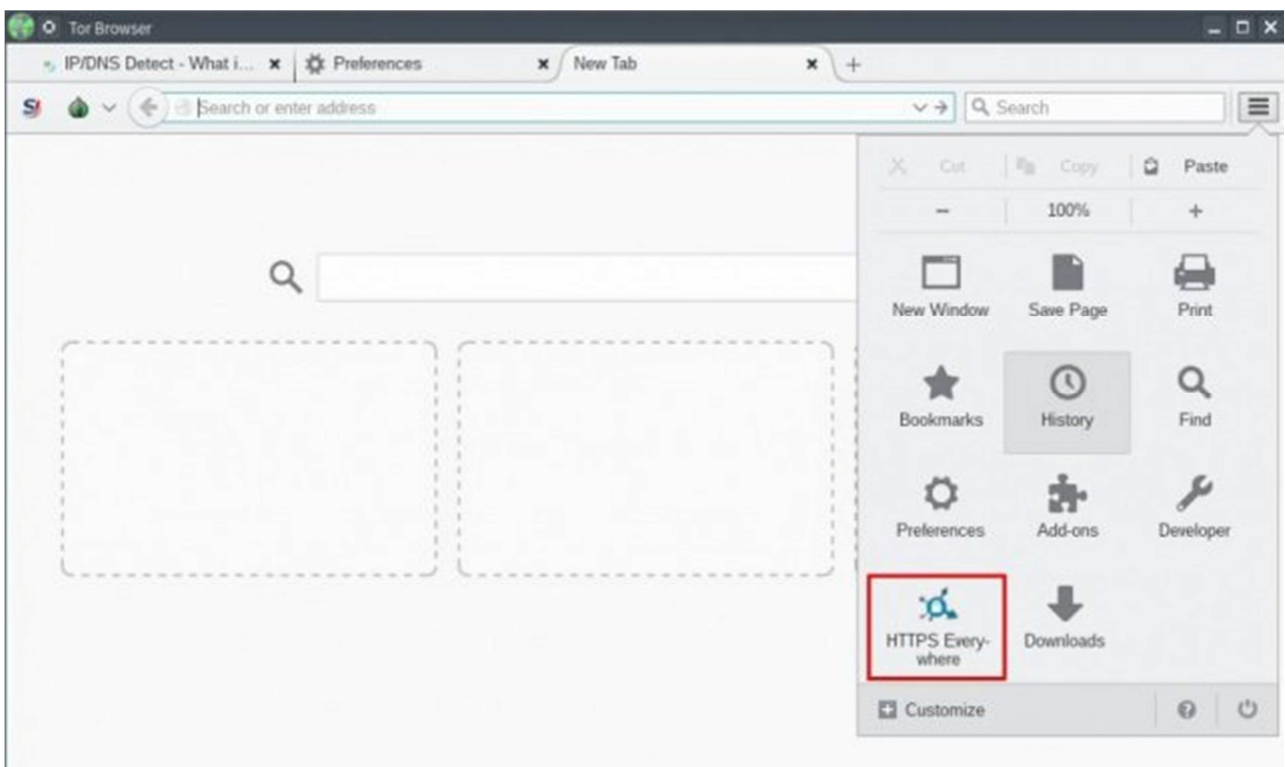 Tor Browser
IP/DNS Detect - What i...
Preferences
New Tab
Search or enter address
Search
Cut
Copy
Paste
100%
New Window
Save Page
Print
Bookmarks
History
Find
Preferences
Add-ons
Developer
HTTPS Every-
where
Downloads
Customize